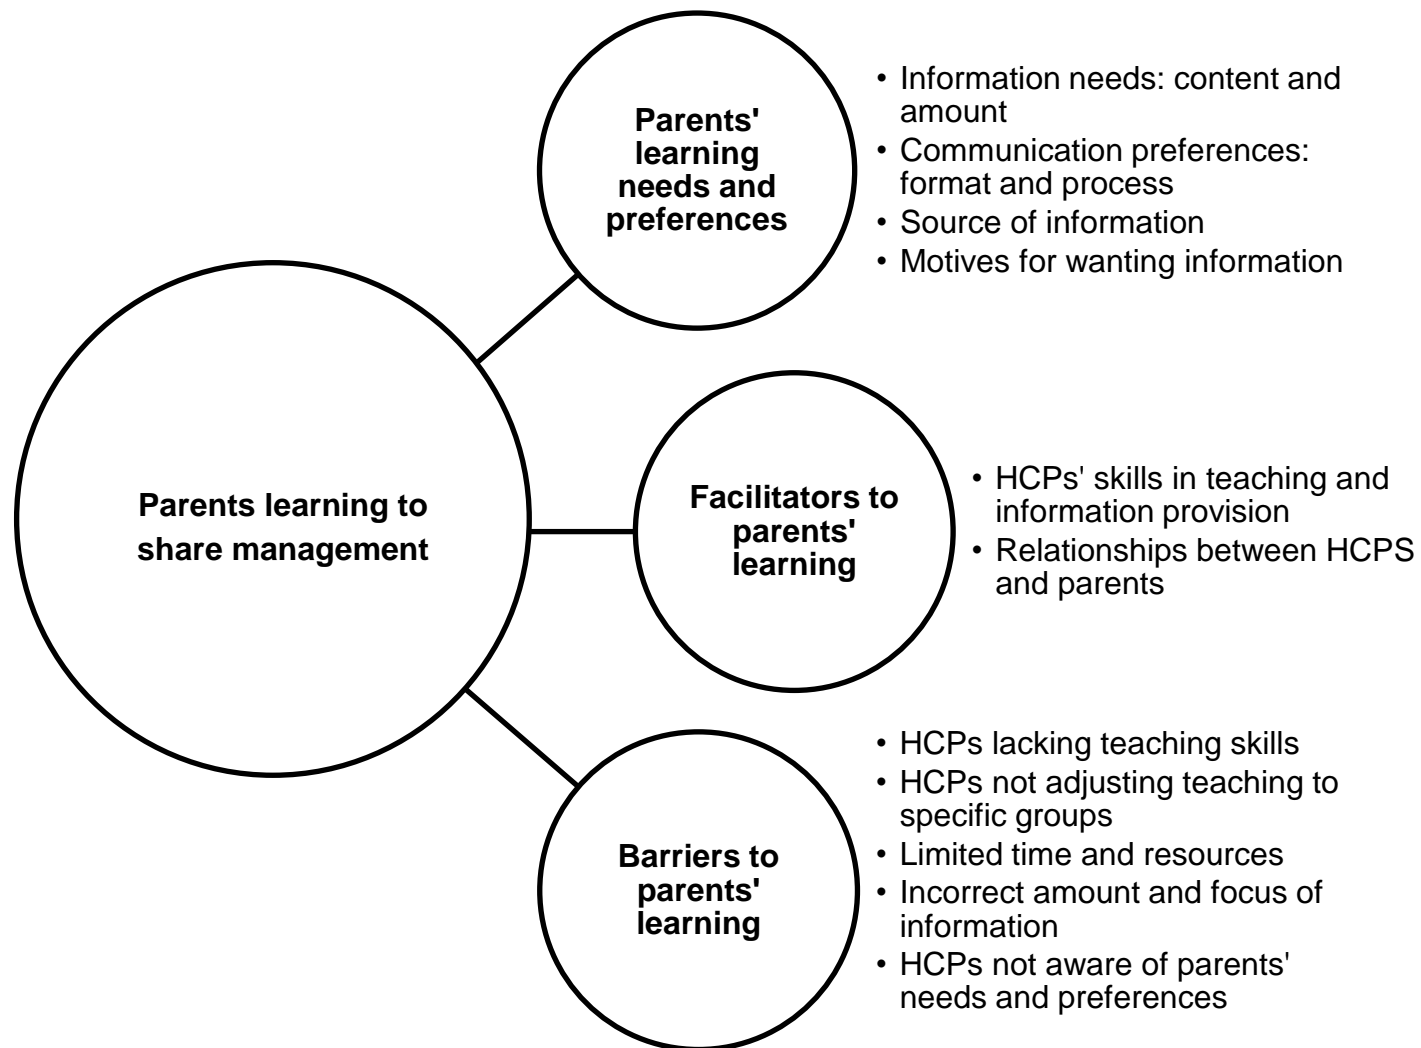 Parents'
learning
needs and
preferences
• Information needs: content and
amount
• Communication preferences:
format and process
• Source of information
• Motives for wanting information
Parents learning to
share management
Facilitators to
parents'
learning
• HCPs' skills in teaching and
information provision
• Relationships between HCPS
and parents
Barriers to
parents'
learning
• HCPs lacking teaching skills
• HCPs not adjusting teaching to
specific groups
• Limited time and resources
• Incorrect amount and focus of
information
• HCPs not aware of parents'
needs and preferences